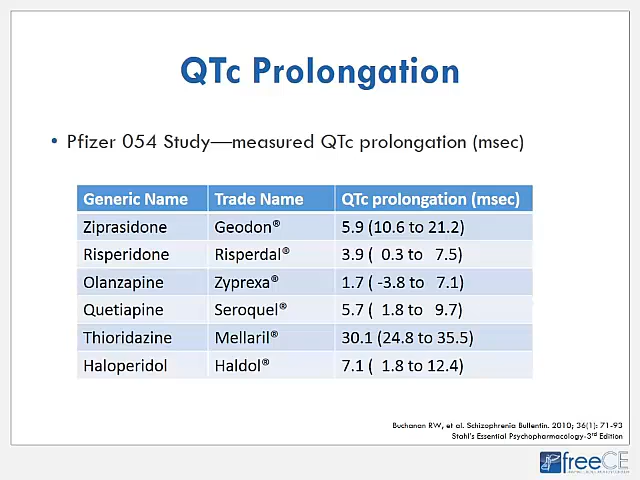 QTc Prolongation
• Pfizer 054 Study—measured QTc prolongation (msec)
Generic Name Trade Name QTc prolongation (msec)
Ziprasidone Geodon® 5.9 (10.6 to 21.2)
Risperidone Risperdal® 3.9 ( 0.3 to 7.5)
Olanzapine Zyprexa® 1.7 ( -3.8 to 7.1)
Quetiapine Seroquel® 5.7 ( 1.8 to 9.7)
Thioridazine Mellaril® 30.1 (24.8 to 35.5)
Haloperidol Haldol® 7.1 ( 1.8 to 12.4)
Buchanan RW, et al. Schizophrenia Bullentin. 2010; 36(1): 71-93
Stahl's Essential Psychopharmacology-3rd Edition
freeCE